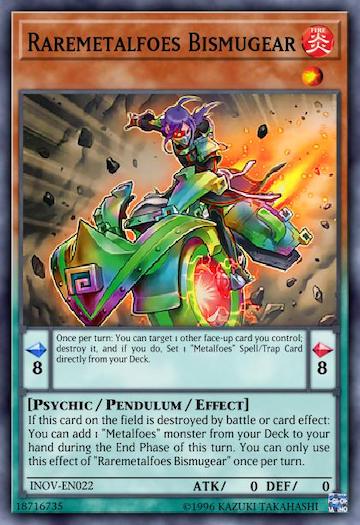 RAREMETALFOES BISMUGEAR
FIRE
炎
Once per turn: You can target 1 other face-up card you control;
destroy it, and if you do, Set 1 "Metalfoes" Spell/Trap Card
directly from your Deck.
8
8
[PSYCHIC / PENDULUM / EFFECT]
If this card on the field is destroyed by battle or card effect:
You can add 1 "Metalfoes" monster from your Deck to your
hand during the End Phase of this turn. You can only use
this effect of "Raremetalfoes Bismugear" once per turn.
INOV-EN022
ATK/ 0
DEF/ 0
18716735
©1996 KAZUKI TAKAHASHI